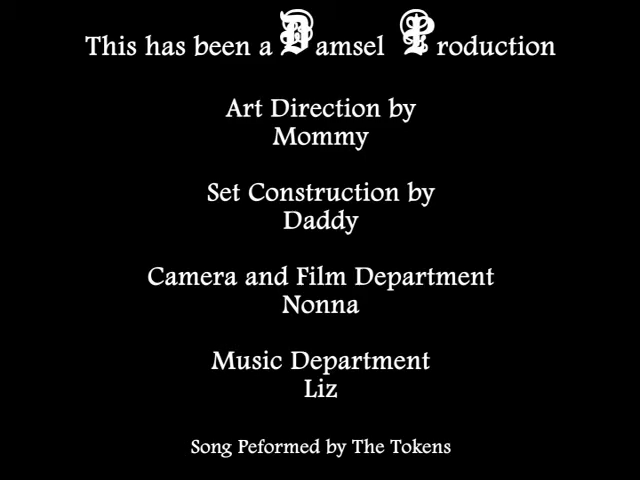 This has been a Damsel Production
Art Direction by
Mommy
Set Construction by
Daddy
Camera and Film Department
Nonna
Music Department
Liz
Song Peformed by The Tokens